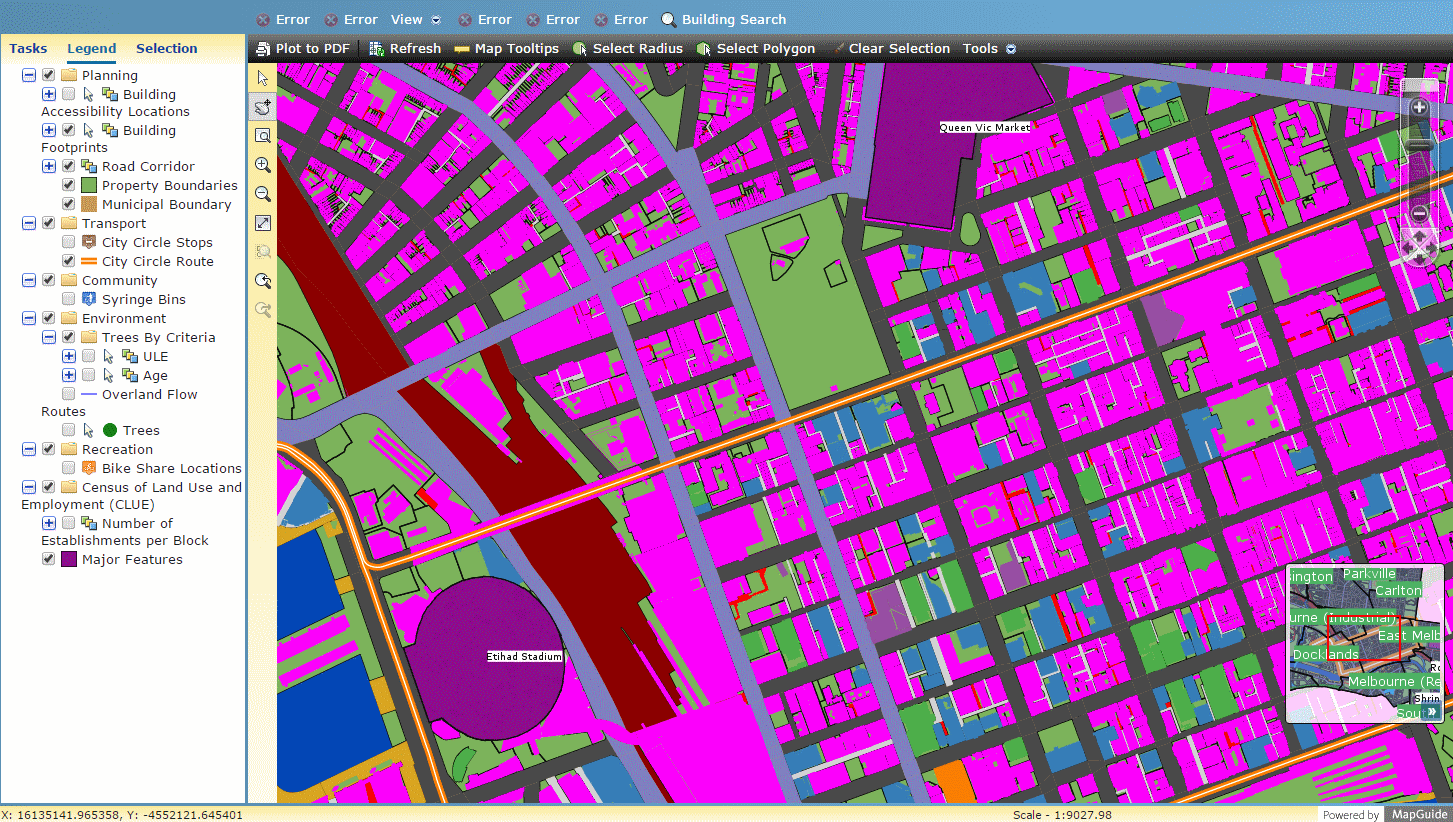 Error Error View Error Error Error Building Search
Tasks Legend Selection
Plot to PDF Refresh Map Tooltips Select Radius Select Polygon Clear Selection Tools
Planning
Building
Accessibility Locations
Building
Footprints
Road Corridor
Property Boundaries
Municipal Boundary
Transport
City Circle Stops
City Circle Route
Community
Syringe Bins
Environment
Trees By Criteria
ULE
Age
Overland Flow
Routes
Trees
Recreation
Bike Share Locations
Census of Land Use and
Employment (CLUE)
Number of
Establishments per Block
Major Features
Queen Vic Market
Etihad Stadium
sington Parkville
Carlton
urne (Industrial)
East Melb
Docklands
Ro
Melbourne (Re
Shrin
Sout
X: 16135141.965358, Y: -4552121.645401
Scale - 1:9027.98
Powered by MapGuide